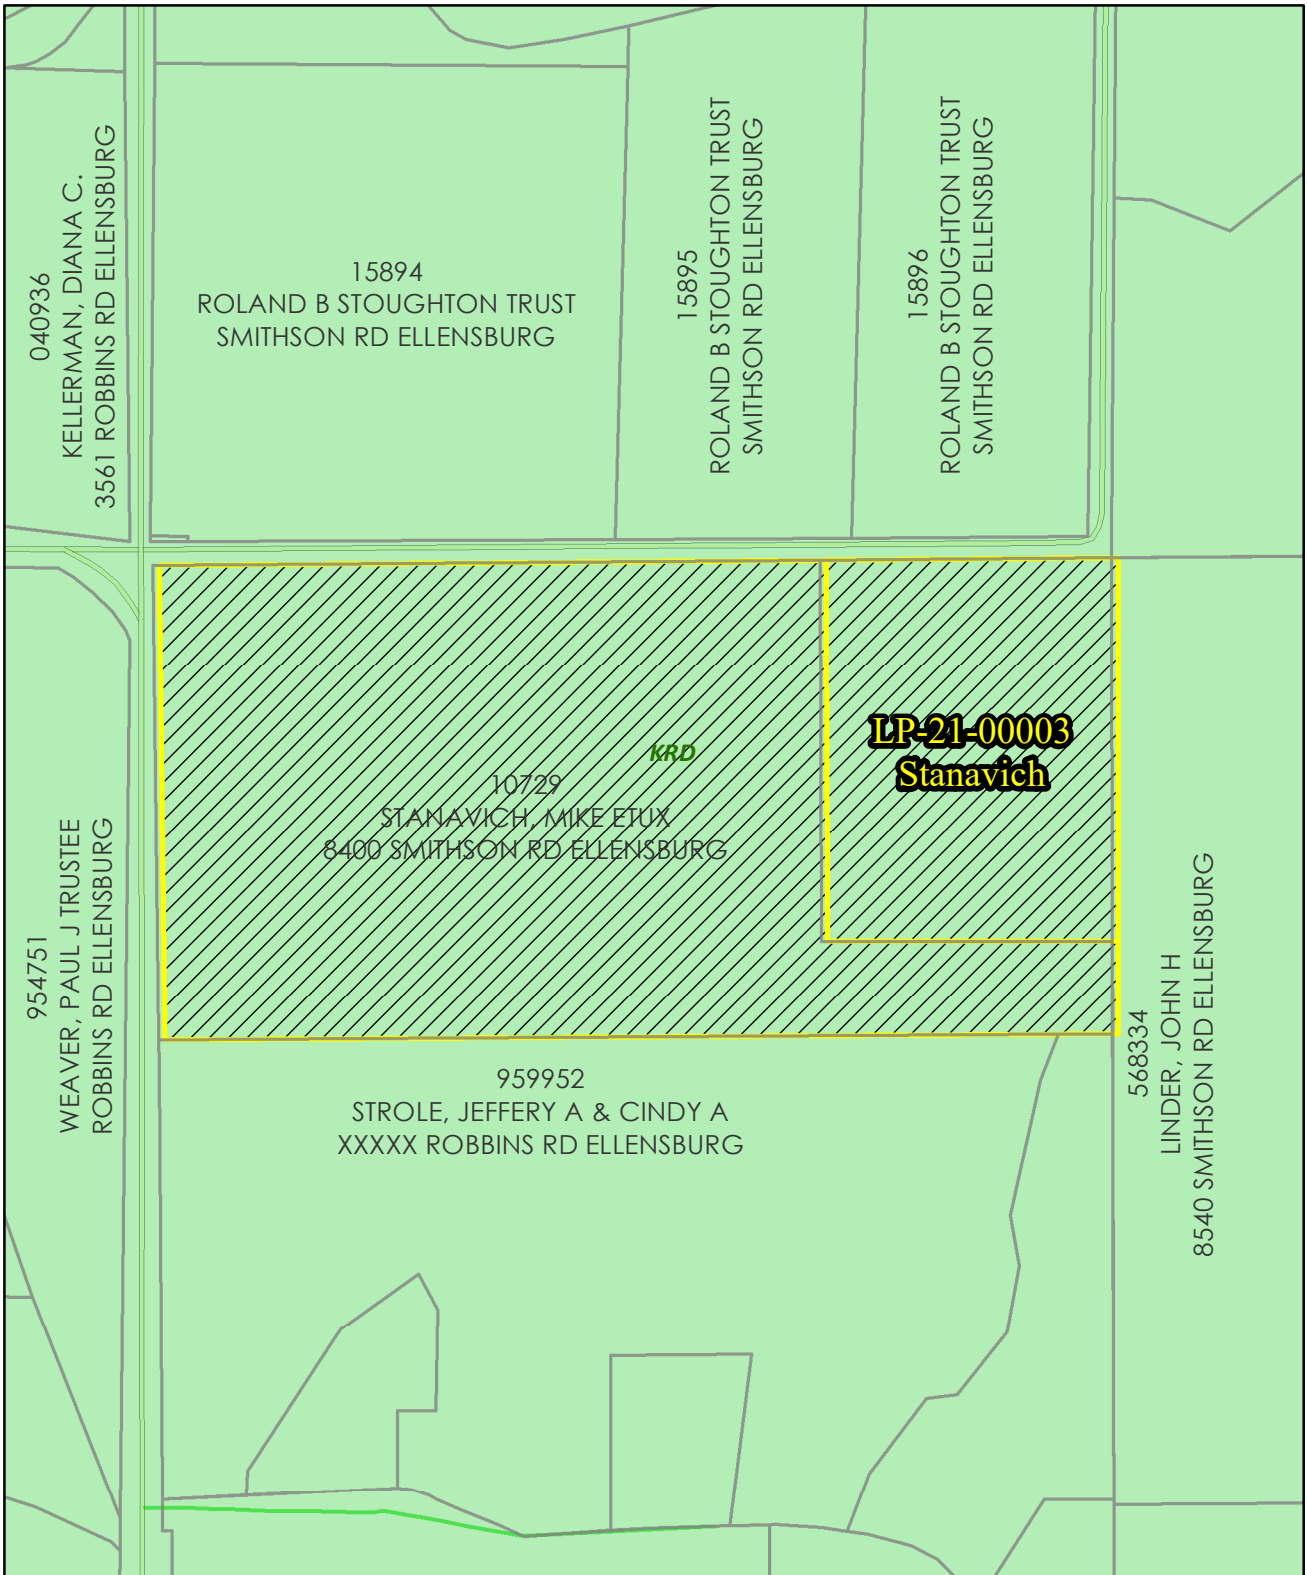 040936
KELLERMAN, DIANA C.
3561 ROBBINS RD ELLENSBURG
15894
ROLAND B STOUGHTON TRUST
SMITHSON RD ELLENSBURG
15895
ROLAND B STOUGHTON TRUST
SMITHSON RD ELLENSBURG
15896
ROLAND B STOUGHTON TRUST
SMITHSON RD ELLENSBURG
LP-21-00003
Stanavich
KRD
10729
STANAVICH, MIKE ETUX
8400 SMITHSON RD ELLENSBURG
954751
WEAVER, PAUL J TRUSTEE
ROBBINS RD ELLENSBURG
568334
LINDER, JOHN H
8540 SMITHSON RD ELLENSBURG
959952
STROLE, JEFFERY A & CINDY A
XXXXX ROBBINS RD ELLENSBURG